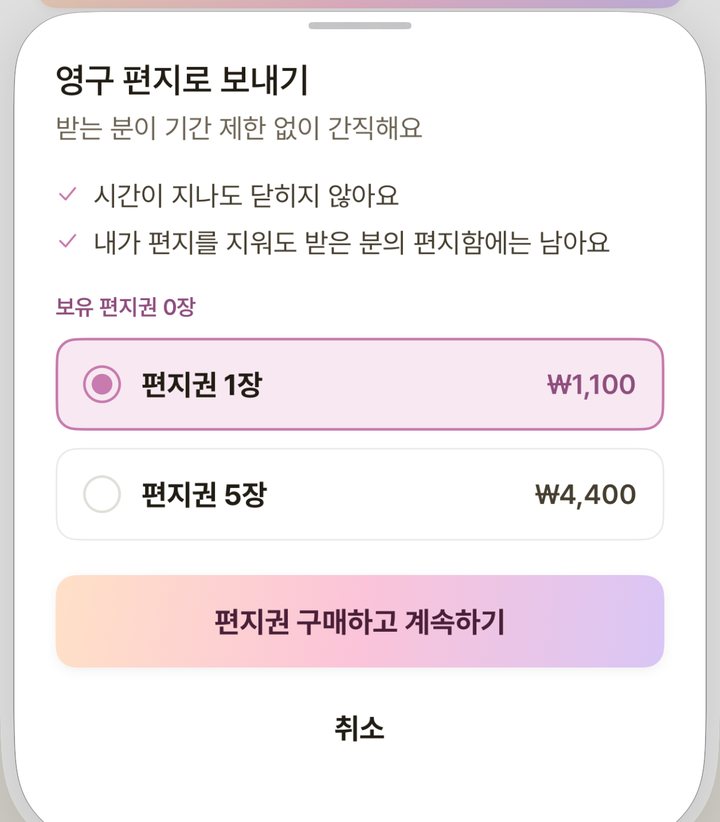 영구 편지로 보내기
받는 분이 기간 제한 없이 간직해요
시간이 지나도 닫히지 않아요
내가 편지를 지워도 받은 분의 편지함에는 남아요
보유 편지권 0장
편지권 1장 ₩1,100
편지권 5장 ₩4,400
편지권 구매하고 계속하기
취소